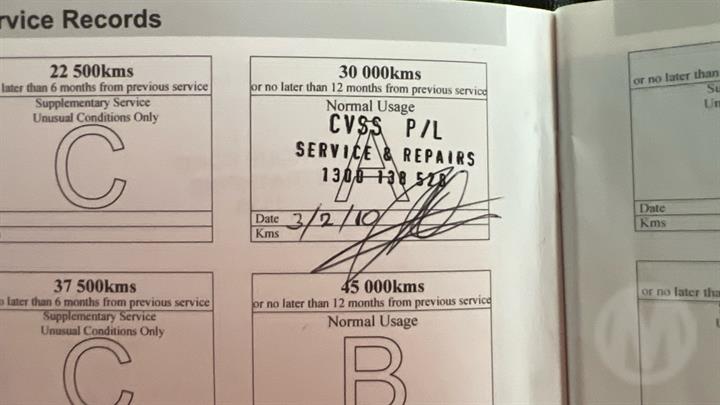 Service Records
22 500kms
later than 6 months from previous service
Supplementary Service
Unusual Conditions Only
C
30 000kms
or no later than 12 months from previous service
Normal Usage
A
CVSS P/L
SERVICE & REPAIRS
1300 138 528
Date 3/2/10
Kms
37 500kms
later than 6 months from previous service
Supplementary Service
Unusual Conditions Only
C
45 000kms
or no later than 12 months from previous service
Normal Usage
B
or no later than
Date
Kms
or no later
M